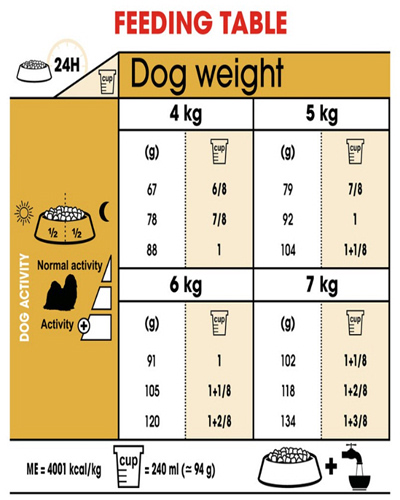 FEEDING TABLE
24H
cup
Dog weight
4 kg
5 kg
(g)
cup
(g)
cup
67
6/8
79
7/8
78
7/8
92
1
88
1
104
1+1/8
½
½
DOG ACTIVITY
Normal activity
Activity +
6 kg
7 kg
(g)
cup
(g)
cup
91
1
102
1+1/8
105
1+1/8
118
1+2/8
120
1+2/8
134
1+3/8
ME = 4001 kcal/kg
cup
= 240 ml (≃ 94 g)
+